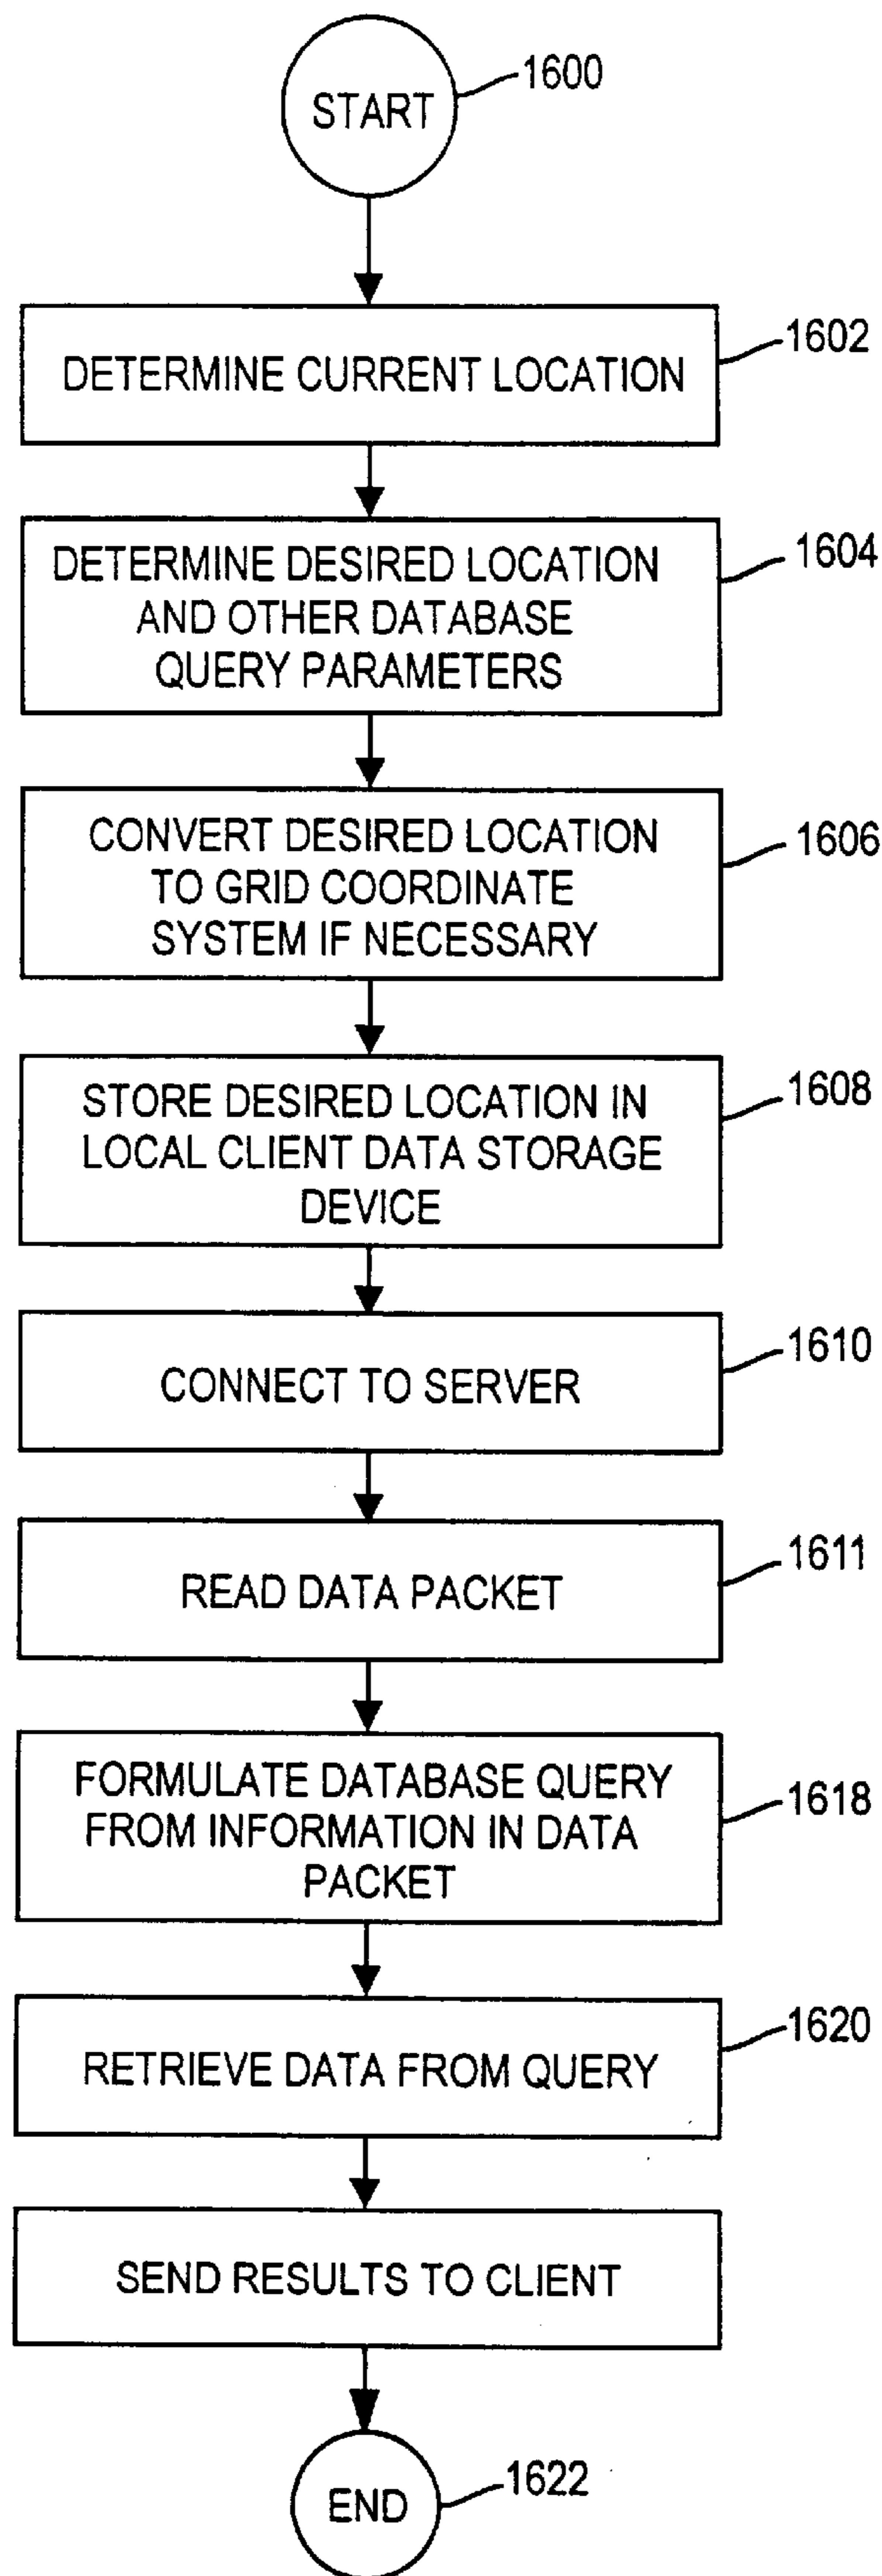 START
1600
DETERMINE CURRENT LOCATION
1602
DETERMINE DESIRED LOCATION
AND OTHER DATABASE
QUERY PARAMETERS
1604
CONVERT DESIRED LOCATION
TO GRID COORDINATE
SYSTEM IF NECESSARY
1606
STORE DESIRED LOCATION IN
LOCAL CLIENT DATA STORAGE
DEVICE
1608
CONNECT TO SERVER
1610
READ DATA PACKET
1611
FORMULATE DATABASE QUERY
FROM INFORMATION IN DATA
PACKET
1618
RETRIEVE DATA FROM QUERY
1620
SEND RESULTS TO CLIENT
END
1622